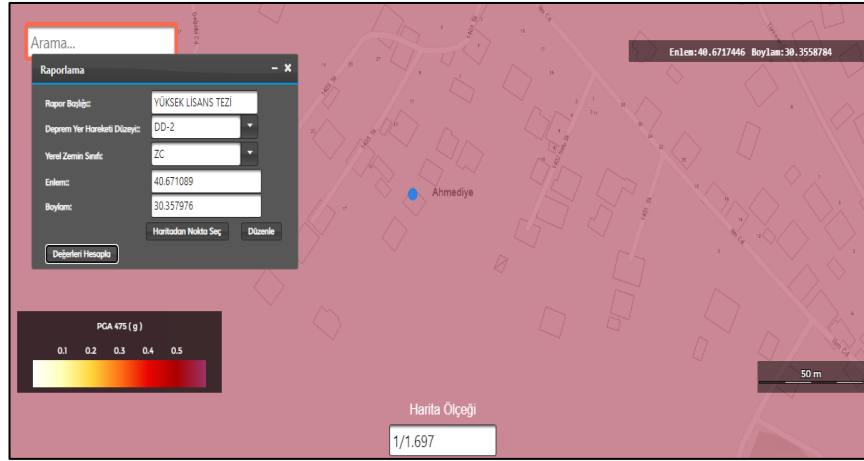 Arama...
Enlem:40.6717446 Boylam:30.3558784
Raporlama
Rapor Başlığı::
YÜKSEK LİSANS TEZİ
Deprem Yer Hareketi Düzeyi::
DD-2
Yerel Zemin Sınıfı:
ZC
Enlem::
40.671089
Boylam:
30.357976
Haritadan Nokta Seç Düzenle
Değerleri Hesapla
Ahmediye
PGA 475 ( g )
0.1 0.2 0.3 0.4 0.5
50 m
Harita Ölçeği
1/1.697